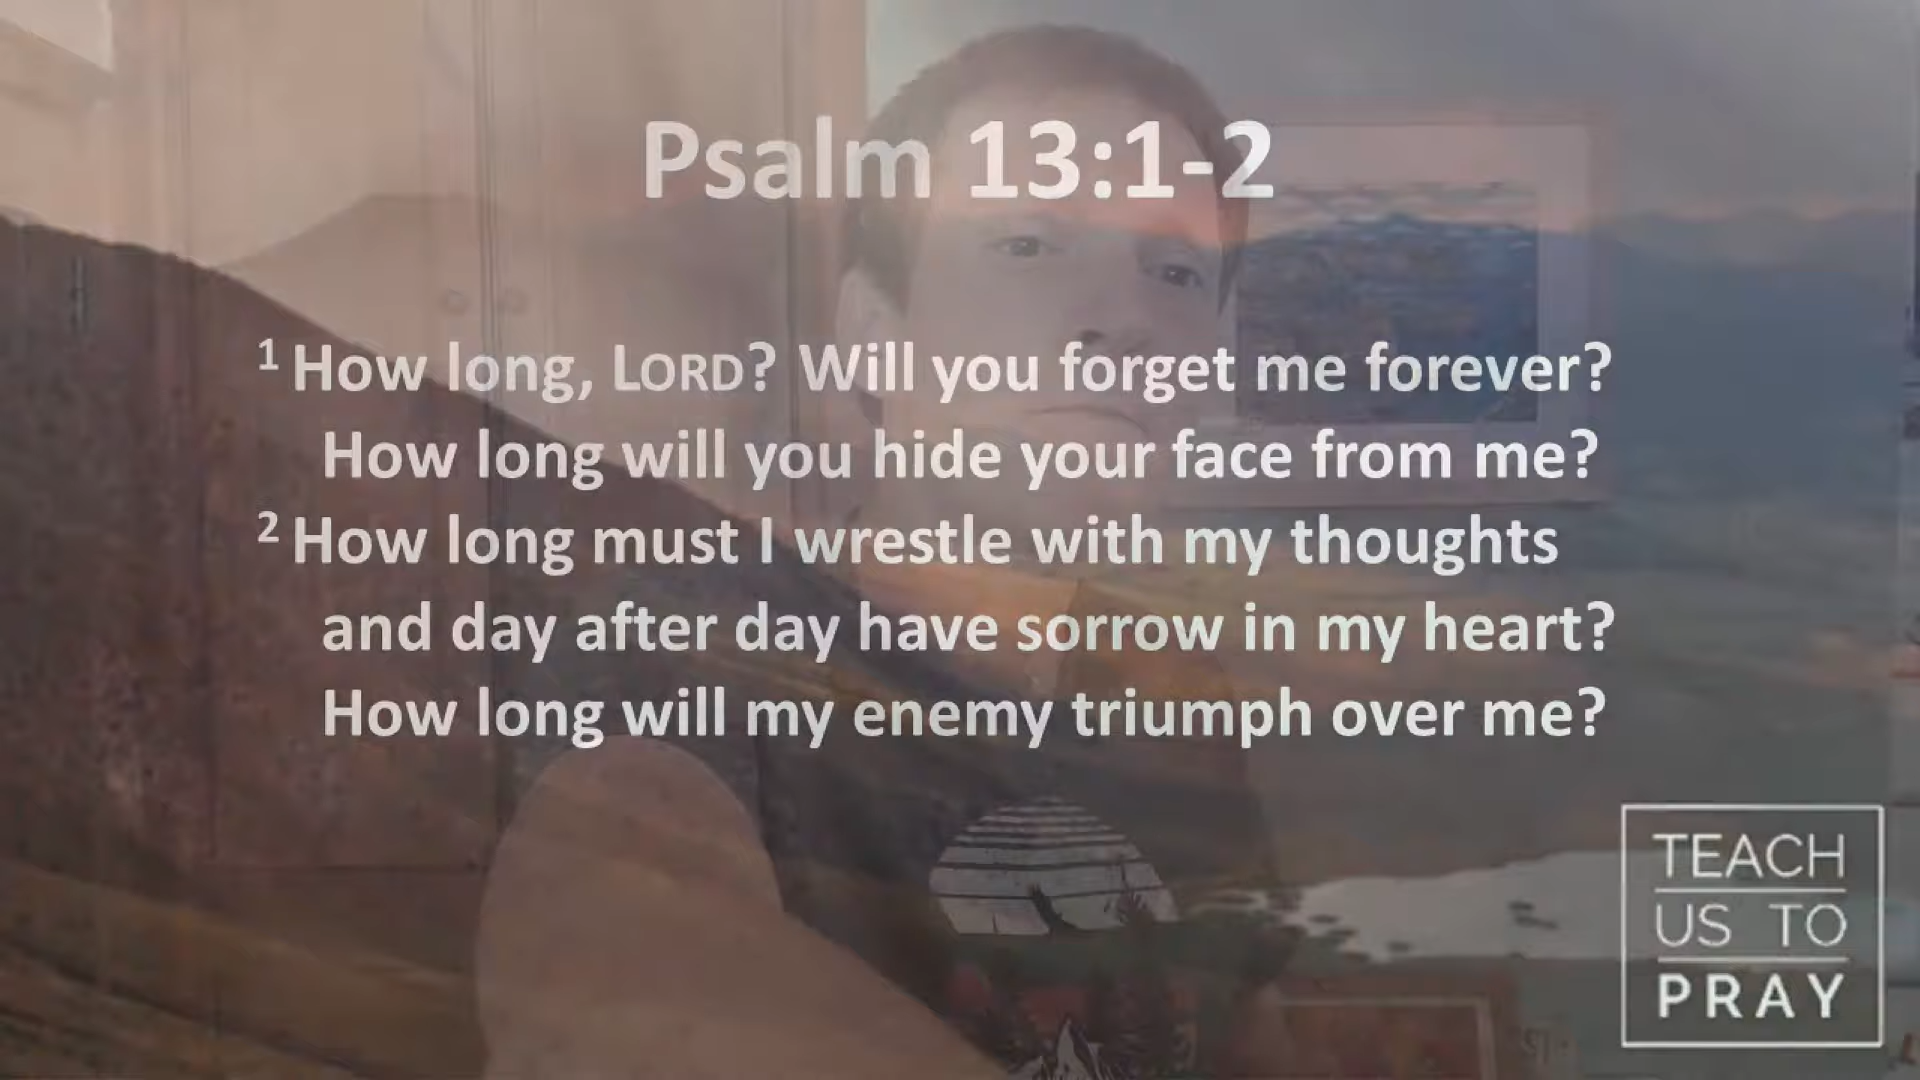 Psalm 13:1-2
1 How long, LORD? Will you forget me forever?
How long will you hide your face from me?
2 How long must I wrestle with my thoughts
and day after day have sorrow in my heart?
How long will my enemy triumph over me?
TEACH
US TO
PRAY